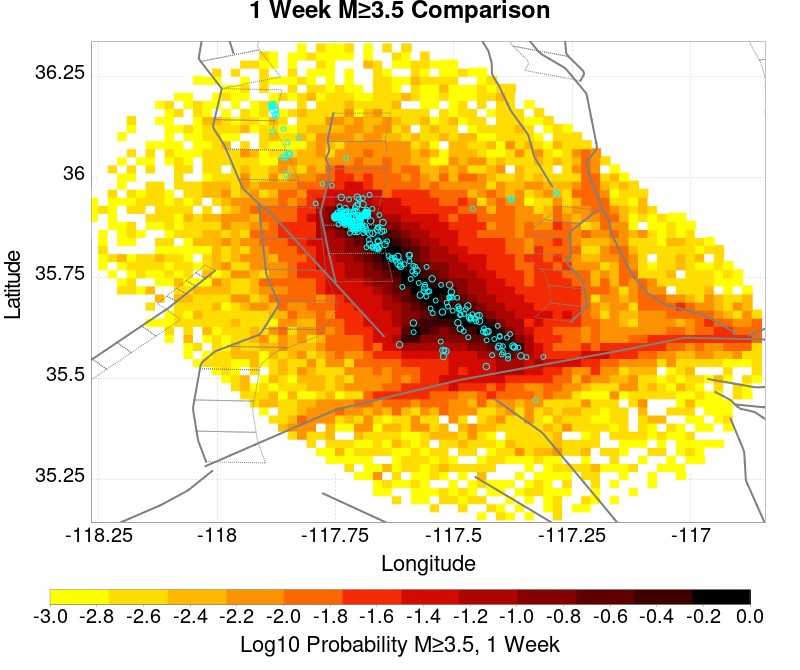 1 Week M≥3.5 Comparison
36.25
36
35.75
35.5
35.25
Latitude
-118.25 -118 -117.75 -117.5 -117.25 -117
Longitude
-3.0 -2.8 -2.6 -2.4 -2.2 -2.0 -1.8 -1.6 -1.4 -1.2 -1.0 -0.8 -0.6 -0.4 -0.2 0.0
Log10 Probability M≥3.5, 1 Week